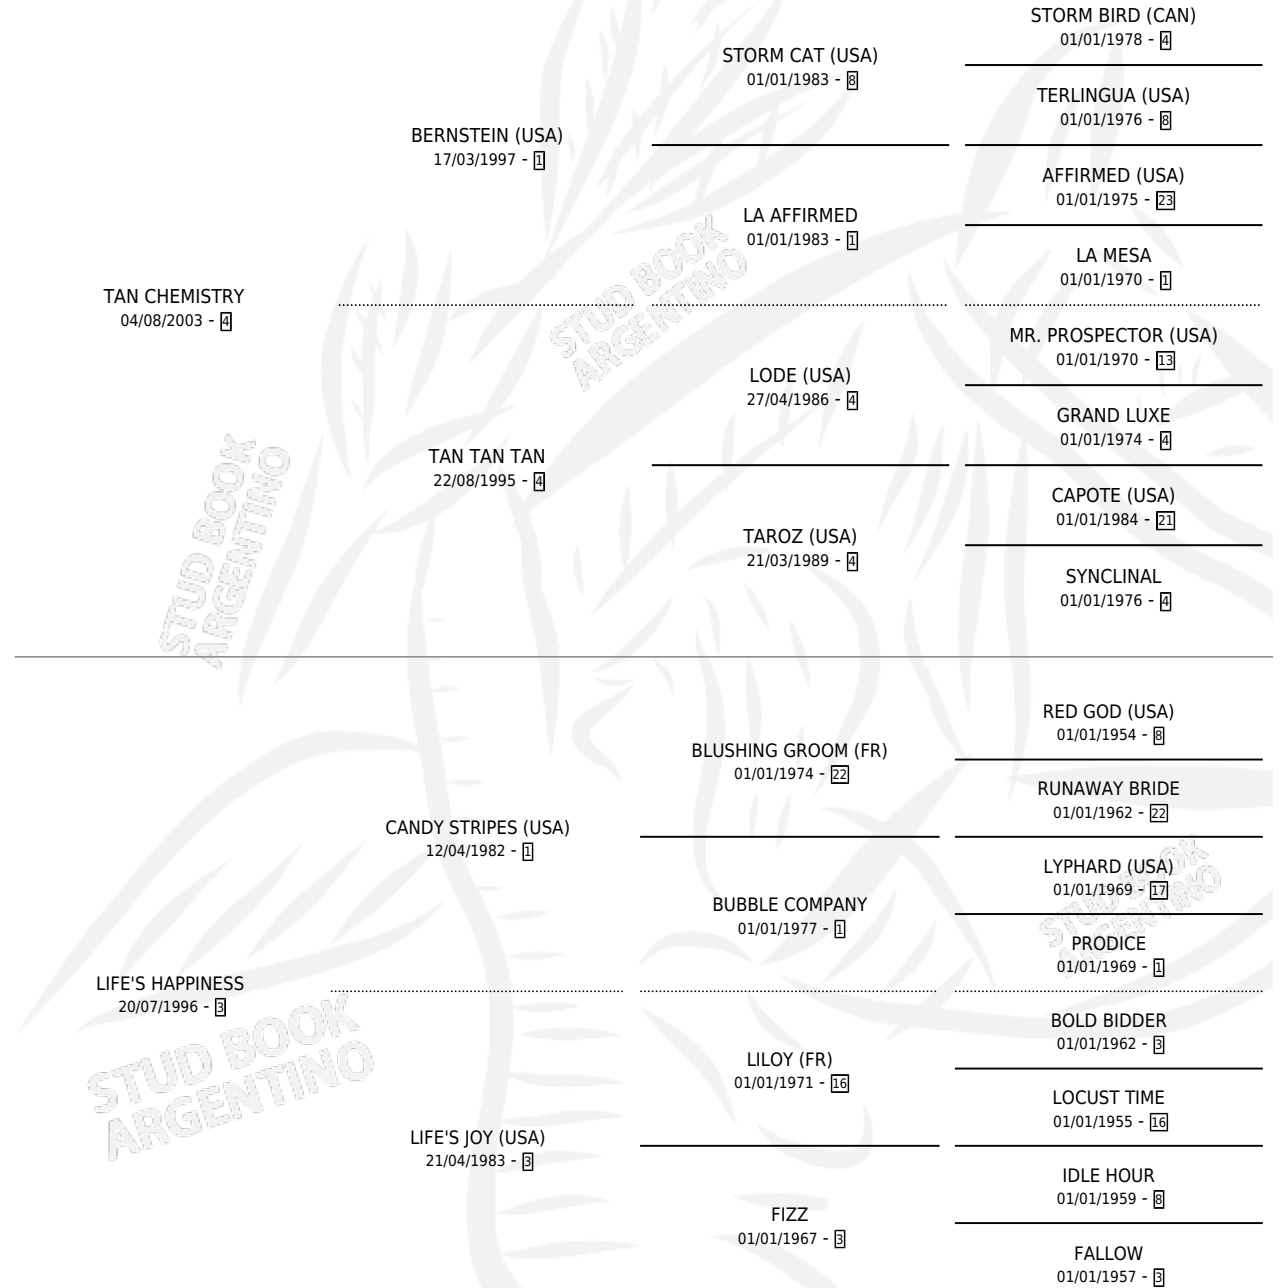 STORM BIRD (CAN)
01/01/1978 - 4
STORM CAT (USA)
01/01/1983 - 8
TERLINGUA (USA)
01/01/1976 - 8
BERNSTEIN (USA)
17/03/1997 - 1
AFFIRMED (USA)
01/01/1975 - 23
LA AFFIRMED
01/01/1983 - 1
LA MESA
01/01/1970 - 1
TAN CHEMISTRY
04/08/2003 - 4
STUD BOOK
ARGENTINO
MR. PROSPECTOR (USA)
01/01/1970 - 13
LODE (USA)
27/04/1986 - 4
GRAND LUXE
01/01/1974 - 4
TAN TAN TAN
22/08/1995 - 4
CAPOTE (USA)
01/01/1984 - 21
TAROZ (USA)
21/03/1989 - 4
SYNCLINAL
01/01/1976 - 4
STUD BOOK
ARGENTINO
RED GOD (USA)
01/01/1954 - 8
BLUSHING GROOM (FR)
01/01/1974 - 22
RUNAWAY BRIDE
01/01/1962 - 22
CANDY STRIPES (USA)
12/04/1982 - 1
LYPHARD (USA)
01/01/1969 - 17
BUBBLE COMPANY
01/01/1977 - 1
STUD BOOK
ARGENTINO
PRODICE
01/01/1969 - 1
LIFE'S HAPPINESS
20/07/1996 - 3
BOLD BIDDER
01/01/1962 - 3
LILOY (FR)
01/01/1971 - 16
LOCUST TIME
01/01/1955 - 16
STUD BOOK
ARGENTINO
LIFE'S JOY (USA)
21/04/1983 - 3
IDLE HOUR
01/01/1959 - 8
FIZZ
01/01/1967 - 3
FALLOW
01/01/1957 - 3